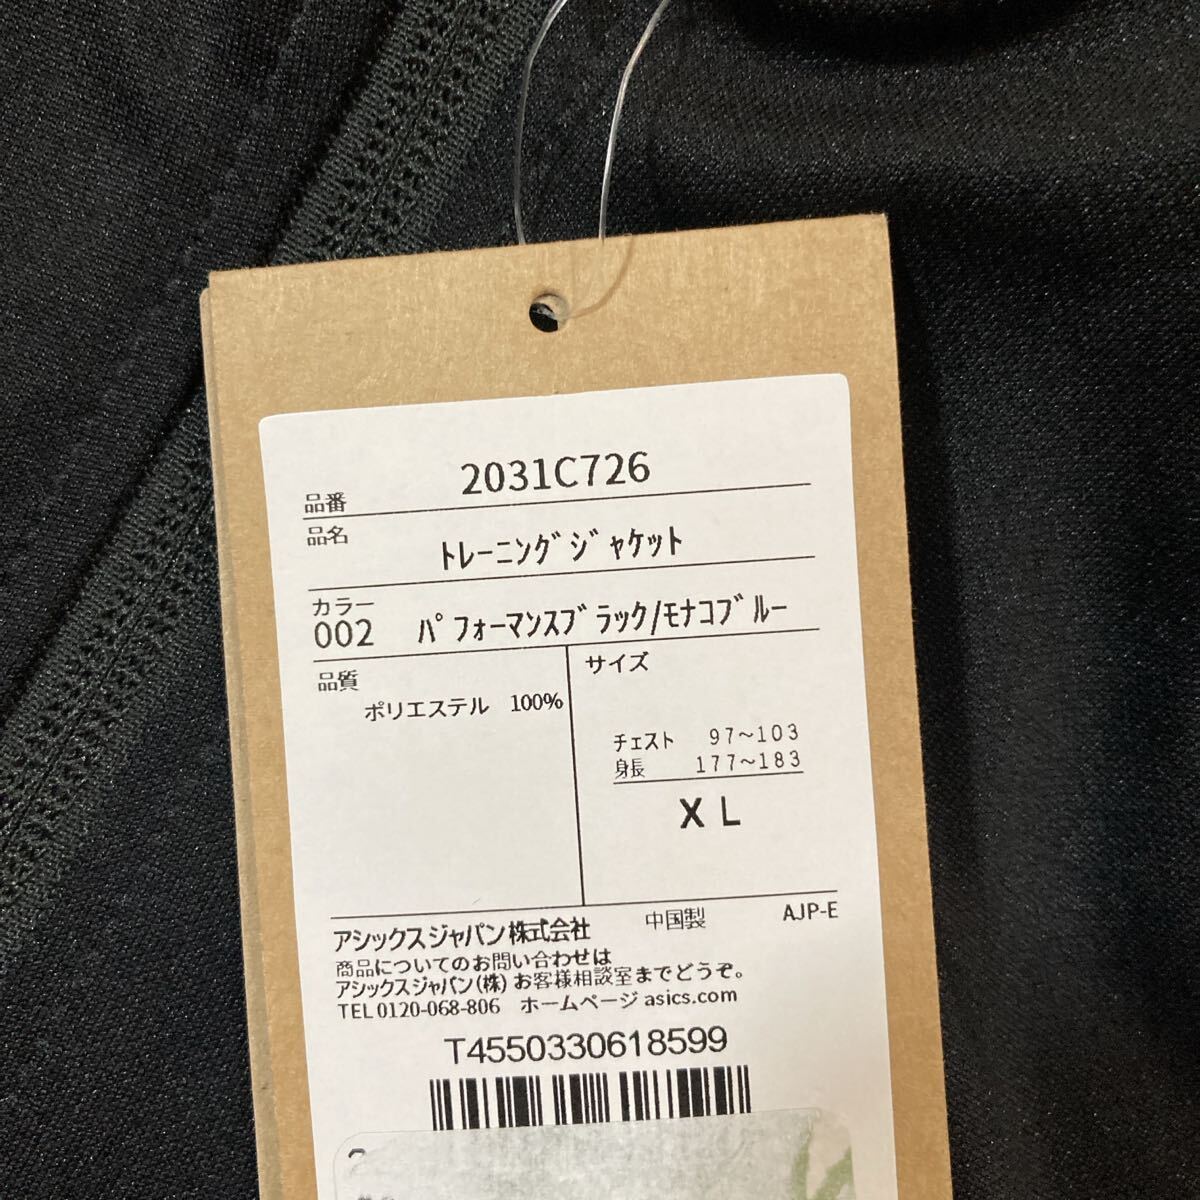 品番 2031C726
品名 ﾄﾚｰﾆﾝｸﾞｼﾞｬｹｯﾄ
カラー
002 ﾊﾟﾌｫｰﾏﾝｽﾌﾞﾗｯｸ/ﾓﾅｺﾌﾞﾙｰ
品質
ポリエステル 100%
サイズ
チェスト 97～103
身長 177～183
XL
アシックスジャパン株式会社 中国製 AJP-E
商品についてのお問い合わせは
アシックスジャパン(株) お客様相談室までどうぞ。
TEL 0120-068-806 ホームページ asics.com
T4550330618599